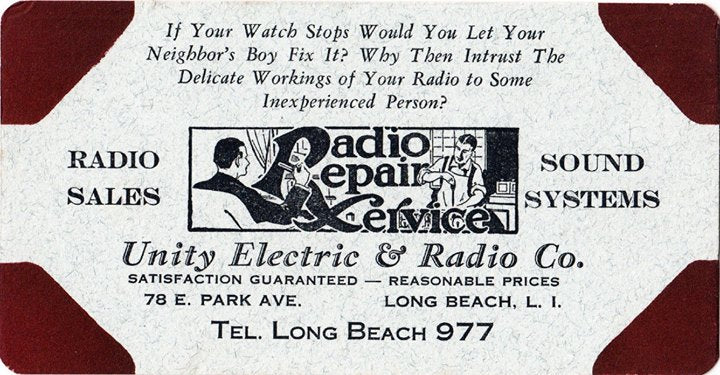 If Your Watch Stops Would You Let Your
Neighbor's Boy Fix It? Why Then Intrust The
Delicate Workings of Your Radio to Some
Inexperienced Person?
RADIO
SALES
Radio
Repair
Service
SOUND
SYSTEMS
Unity Electric & Radio Co.
SATISFACTION GUARANTEED — REASONABLE PRICES
78 E. PARK AVE. LONG BEACH, L. I.
TEL. LONG BEACH 977